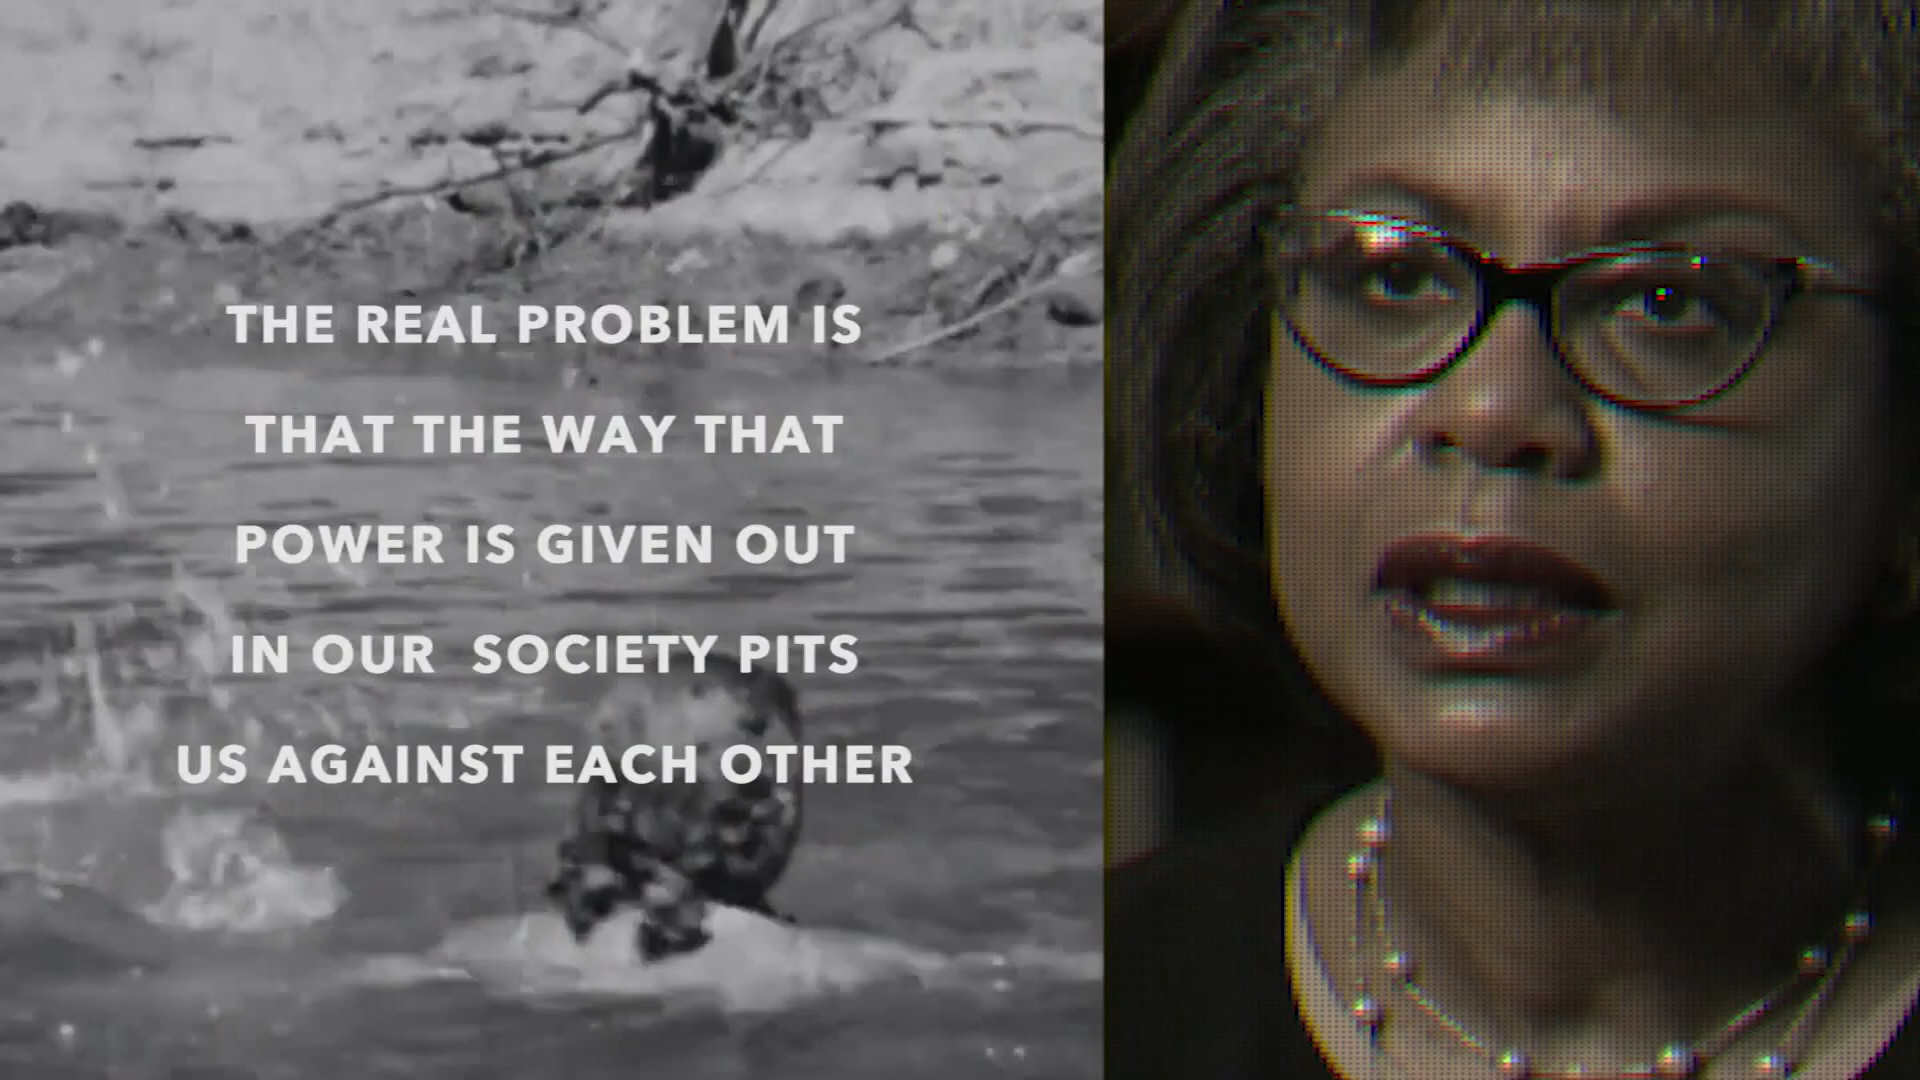 THE REAL PROBLEM IS
THAT THE WAY THAT
POWER IS GIVEN OUT
IN OUR  SOCIETY PITS
US AGAINST EACH OTHER